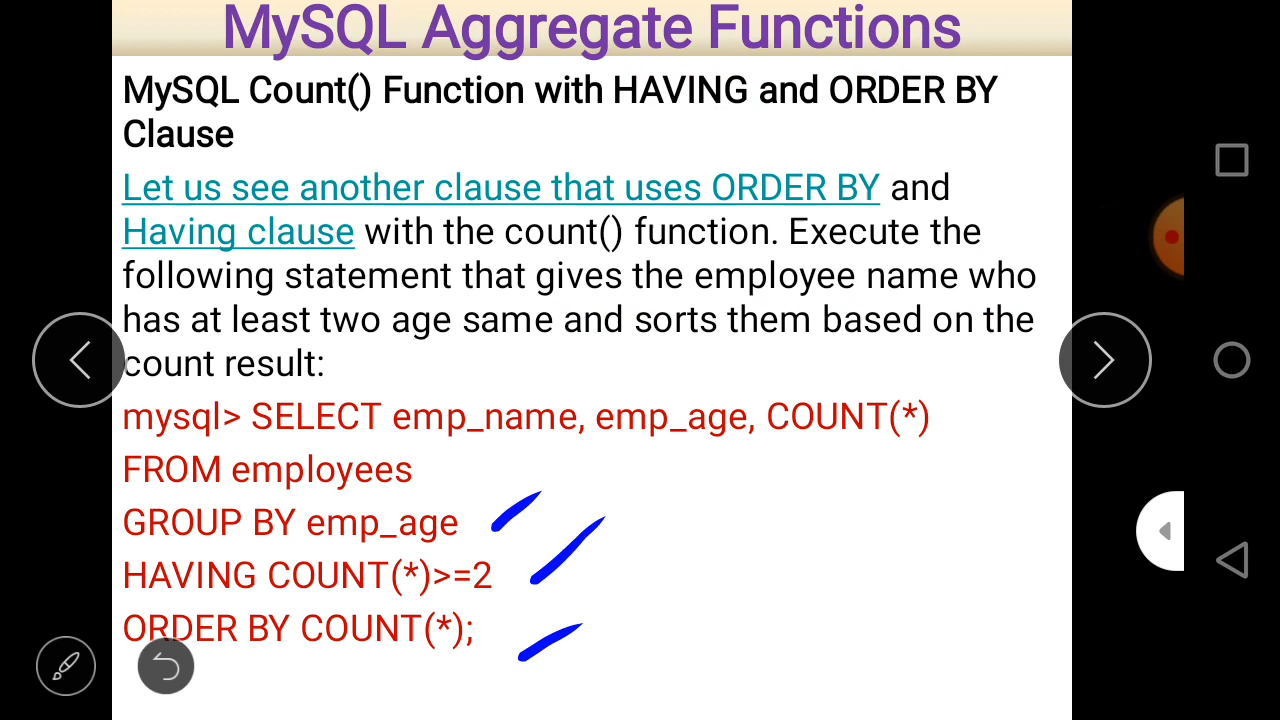 MySQL Aggregate Functions
MySQL Count() Function with HAVING and ORDER BY
Clause
Let us see another clause that uses ORDER BY and
Having clause with the count() function. Execute the
following statement that gives the employee name who
has at least two age same and sorts them based on the
count result:
mysql> SELECT emp_name, emp_age, COUNT(*)
FROM employees
GROUP BY emp_age
HAVING COUNT(*)>=2
ORDER BY COUNT(*);